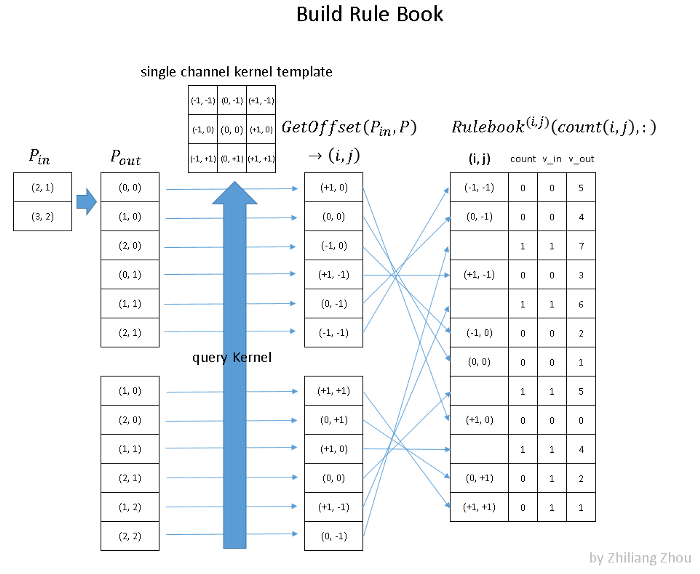 Build Rule Book
single channel kernel template
(-1, -1) (0, -1) (+1, -1)
(-1, 0) (0, 0) (+1, 0)
(-1, +1) (0, +1) (+1, +1)
GetOffset(P_in, P)
→ (i, j)
Rulebook^(i,j)(count(i, j), :)
P_in
P_out
(i, j) count v_in v_out
(2, 1)
(3, 2)
(0, 0)
(1, 0)
(2, 0)
(0, 1)
(1, 1)
(2, 1)
(+1, 0)
(0, 0)
(-1, 0)
(+1, -1)
(0, -1)
(-1, -1)
query Kernel
(1, 0)
(2, 0)
(1, 1)
(2, 1)
(1, 2)
(2, 2)
(+1, +1)
(0, +1)
(+1, 0)
(0, 0)
(+1, -1)
(0, -1)
(-1, -1) 0 0 5
(0, -1) 0 0 4
1 1 7
(+1, -1) 0 0 3
1 1 6
(-1, 0) 0 0 2
(0, 0) 0 0 1
1 1 5
(+1, 0) 0 0 0
1 1 4
(0, +1) 0 1 2
(+1, +1) 0 1 1
by Zhiliang Zhou